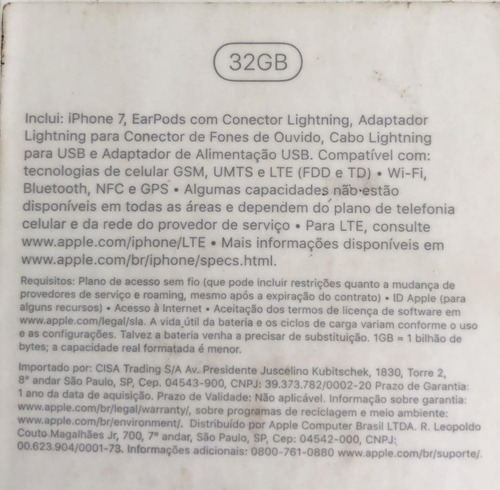 32GB
Inclui: iPhone 7, EarPods com Conector Lightning, Adaptador
Lightning para Conector de Fones de Ouvido, Cabo Lightning
para USB e Adaptador de Alimentação USB. Compatível com:
tecnologias de celular GSM, UMTS e LTE (FDD e TD) • Wi-Fi,
Bluetooth, NFC e GPS • Algumas capacidades não estão
disponíveis em todas as áreas e dependem do plano de telefonia
celular e da rede do provedor de serviço • Para LTE, consulte
www.apple.com/iphone/LTE • Mais informações disponíveis em
www.apple.com/br/iphone/specs.html.
Requisitos: Plano de acesso sem fio (que pode incluir restrições quanto a mudança de
provedores de serviço e roaming, mesmo após a expiração do contrato) • ID Apple (para
alguns recursos) • Acesso à Internet • Aceitação dos termos de licença de software em
www.apple.com/legal/sla. A vida útil da bateria e os ciclos de carga variam conforme o uso
e as configurações. Talvez a bateria venha a precisar de substituição. 1GB = 1 bilhão de
bytes; a capacidade real formatada é menor.
Importado por: CISA Trading S/A Av. Presidente Juscelino Kubitschek, 1830, Torre 2,
8° andar São Paulo, SP, Cep. 04543-900, CNPJ: 39.373.782/0002-20 Prazo de Garantia:
1 ano da data de aquisição. Prazo de Validade: Não aplicável. Informação sobre garantia
www.apple.com/br/legal/warranty/, sobre programas de reciclagem e meio ambiente:
www.apple.com/br/environment/. Distribuído por Apple Computer Brasil LTDA. R. Leopoldo
Couto Magalhães Jr, 700, 7° andar, São Paulo, SP, Cep: 04542-000, CNPJ:
00.623.904/0001-73. Informações adicionais: 0800-761-0880 www.apple.com/br/suporte/.